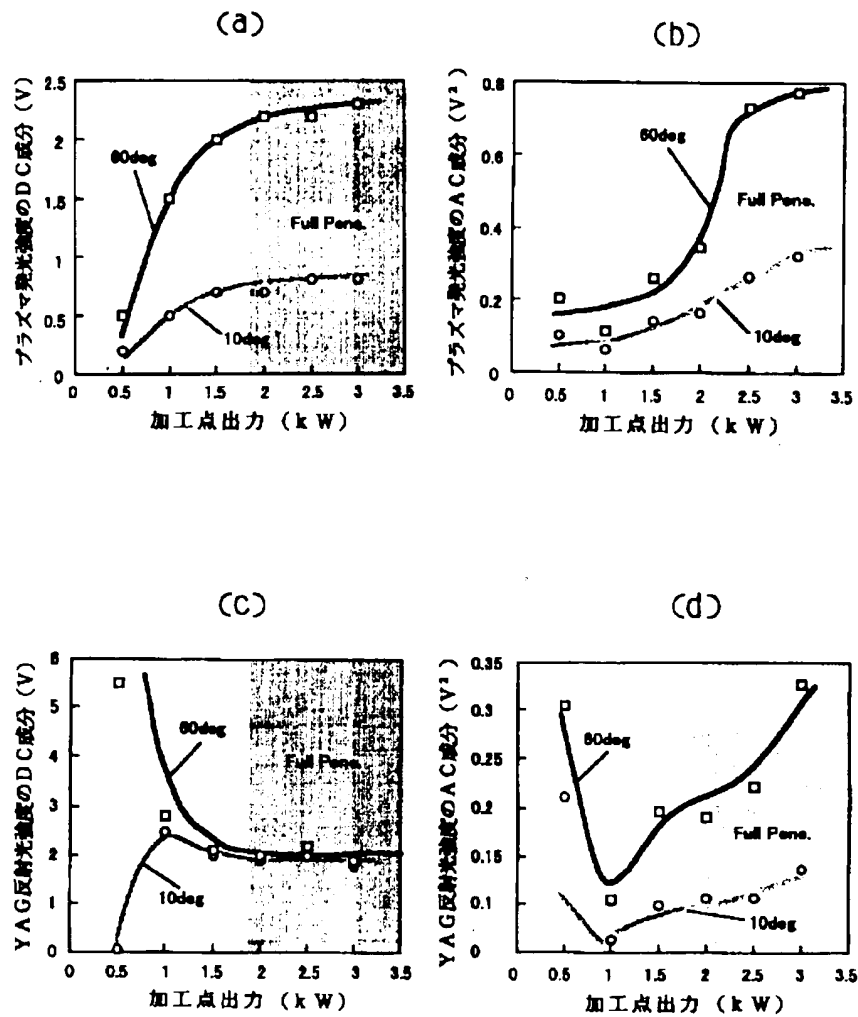 (a)
プラズマ発光強度のDC成分 (V)
2.5
2
1.5
1
0.5
0
60deg
Full Pene.
10deg
0 0.5 1 1.5 2 2.5 3 3.5
加工点出力 (kW)
(b)
プラズマ発光強度のAC成分 (V²)
0.8
0.6
0.4
0.2
0
60deg
Full Pene.
10deg
0 0.5 1 1.5 2 2.5 3 3.5
加工点出力 (kW)
(c)
YAG反射光強度のDC成分 (V)
6
5
4
3
2
1
0
60deg
Full Pene.
10deg
0 0.5 1 1.5 2 2.5 3 3.5
加工点出力 (kW)
(d)
YAG反射光強度のAC成分 (V²)
0.35
0.3
0.25
0.2
0.15
0.1
0.05
0
60deg
Full Pene.
10deg
0 0.5 1 1.5 2 2.5 3 3.5
加工点出力 (kW)